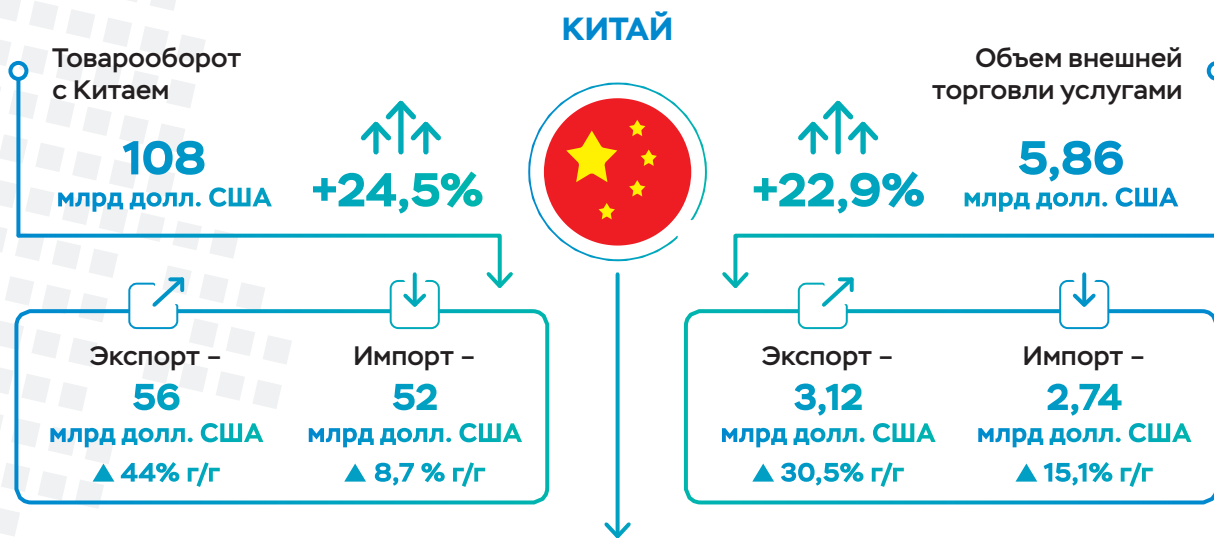 КИТАЙ
Товарооборот
с Китаем
108
млрд долл. США
+24,5%
Объем внешней
торговли услугами
+22,9%
5,86
млрд долл. США
Экспорт –
56
млрд долл. США
▲ 44% г/г
Импорт –
52
млрд долл. США
▲ 8,7 % г/г
Экспорт –
3,12
млрд долл. США
▲ 30,5% г/г
Импорт –
2,74
млрд долл. США
▲ 15,1% г/г